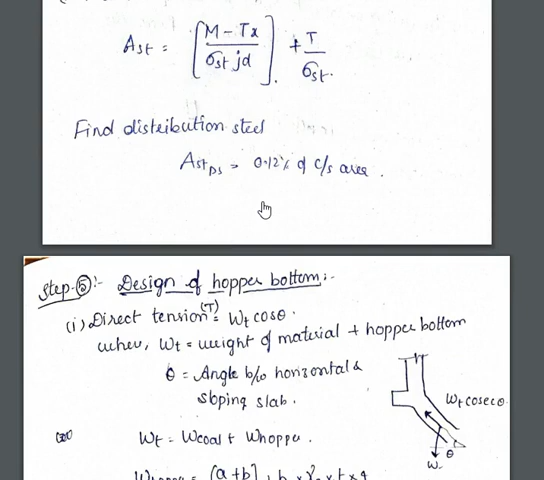 Ast = [M - Tx / σst jd] + T / σst.
Find distribution steel
AstDS = 0.12% of c/s area.
Step-⑤:- Design of hopper bottom:-
(i) Direct tension (T) = Wt cosθ.
where, Wt = weight of material + hopper bottom
θ = Angle b/w horizontal &
sloping slab.
Wt cosecθ.
Wt = Wcoal + Whopper.
θ
W